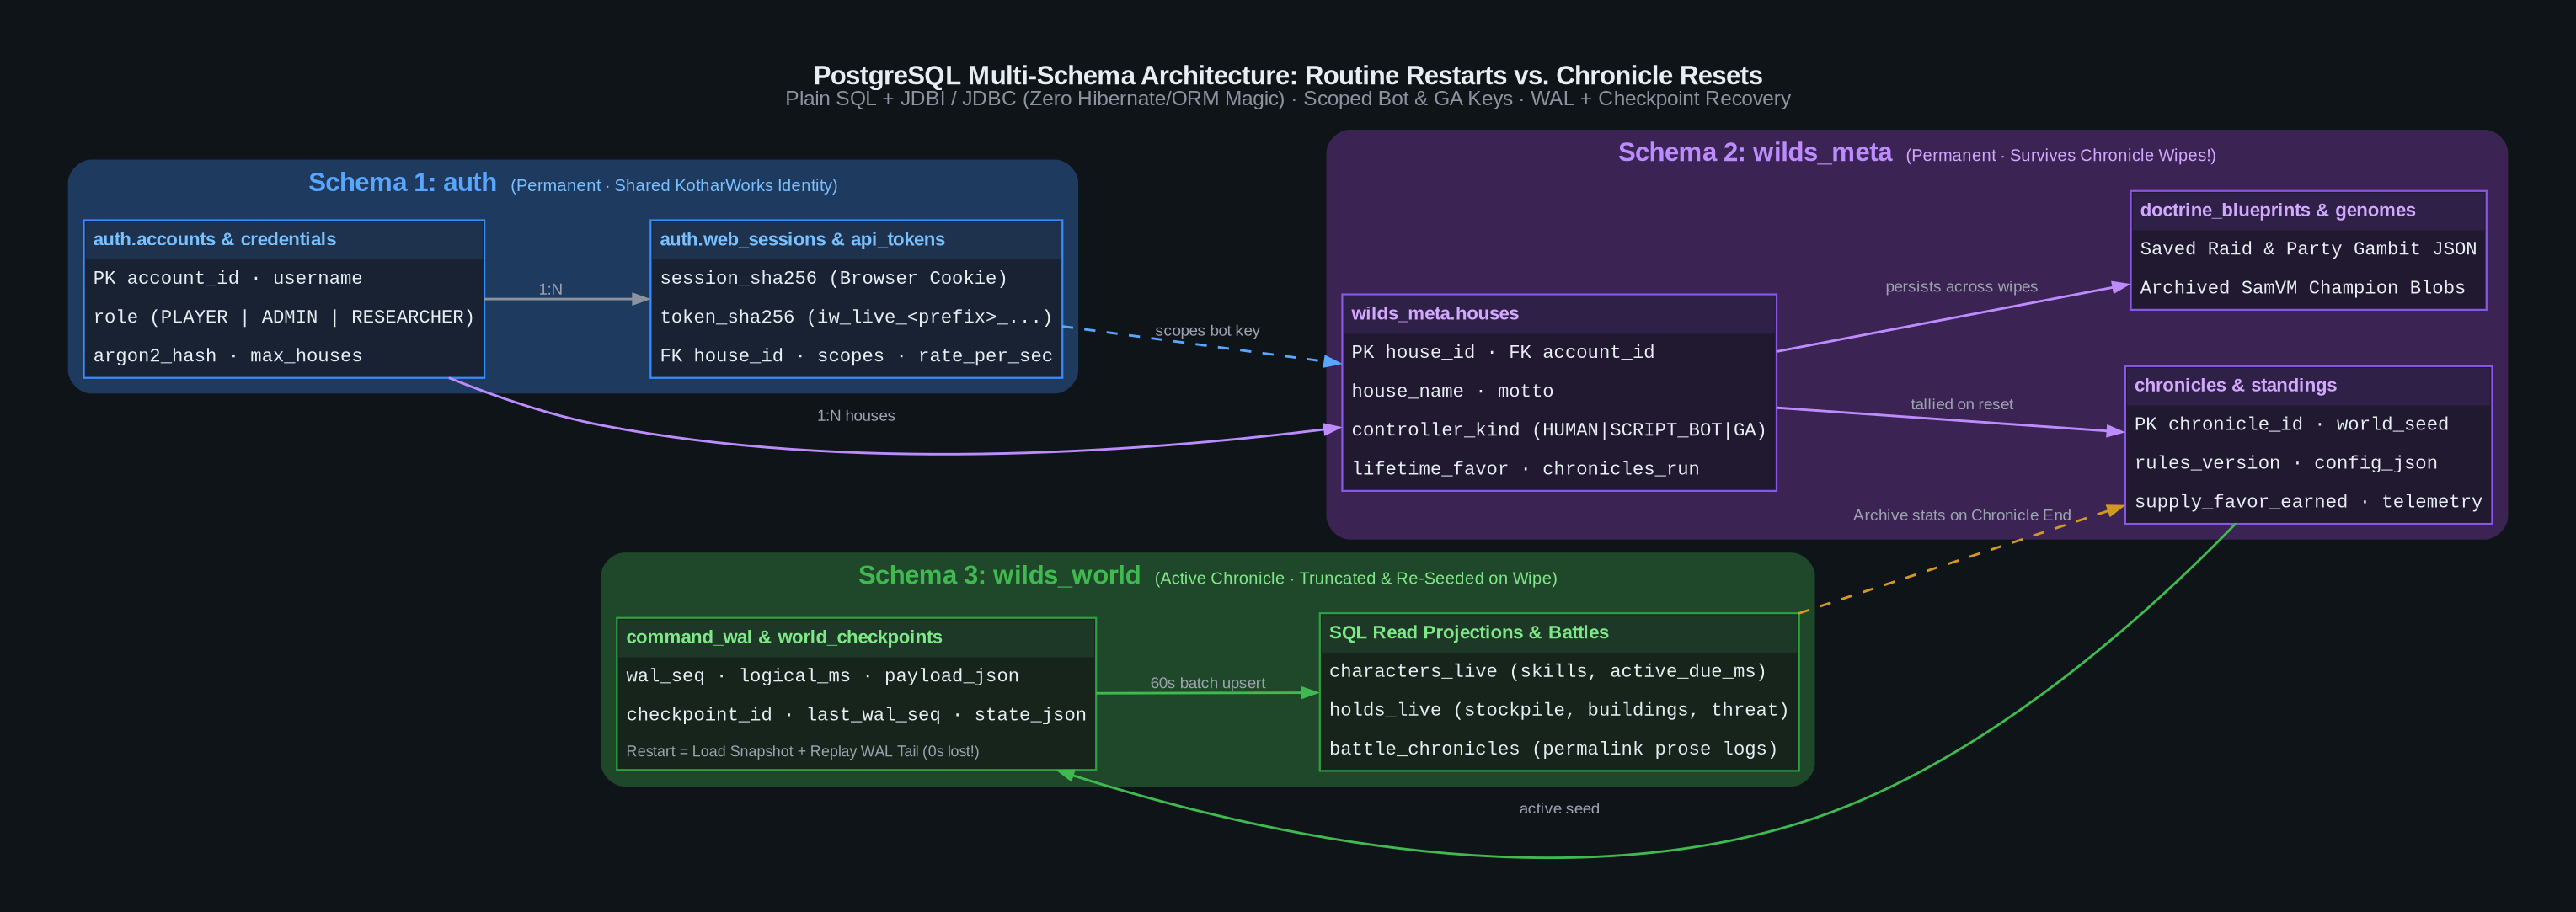 PostgreSQL Multi-Schema Architecture: Routine Restarts vs. Chronicle Resets
Plain SQL + JDBI / JDBC (Zero Hibernate/ORM Magic) · Scoped Bot & GA Keys · WAL + Checkpoint Recovery
Schema 1: auth (Permanent · Shared KotharWorks Identity)
auth.accounts & credentials
PK account_id · username
role (PLAYER | ADMIN | RESEARCHER)
argon2_hash · max_houses
1:N
auth.web_sessions & api_tokens
session_sha256 (Browser Cookie)
token_sha256 (iw_live_<prefix>_...)
FK house_id · scopes · rate_per_sec
scopes bot key
1:N houses
Schema 2: wilds_meta (Permanent · Survives Chronicle Wipes!)
wilds_meta.houses
PK house_id · FK account_id
house_name · motto
controller_kind (HUMAN|SCRIPT_BOT|GA)
lifetime_favor · chronicles_run
persists across wipes
tallied on reset
doctrine_blueprints & genomes
Saved Raid & Party Gambit JSON
Archived SamVM Champion Blobs
chronicles & standings
PK chronicle_id · world_seed
rules_version · config_json
supply_favor_earned · telemetry
Archive stats on Chronicle End
Schema 3: wilds_world (Active Chronicle · Truncated & Re-Seeded on Wipe)
command_wal & world_checkpoints
wal_seq · logical_ms · payload_json
checkpoint_id · last_wal_seq · state_json
Restart = Load Snapshot + Replay WAL Tail (0s lost!)
60s batch upsert
SQL Read Projections & Battles
characters_live (skills, active_due_ms)
holds_live (stockpile, buildings, threat)
battle_chronicles (permalink prose logs)
active seed